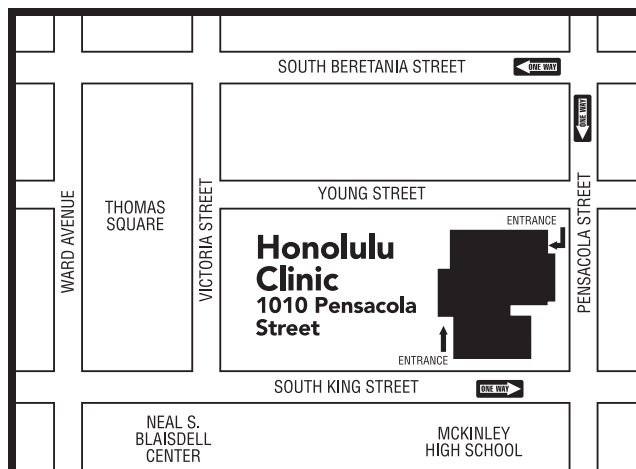 SOUTH BERETANIA STREET
ONE WAY
ONE WAY
YOUNG STREET
THOMAS
SQUARE
WARD AVENUE
VICTORIA STREET
PENSACOLA STREET
ENTRANCE
Honolulu
Clinic
1010 Pensacola
Street
ENTRANCE
SOUTH KING STREET
ONE WAY
NEAL S.
BLAISDELL
CENTER
MCKINLEY
HIGH SCHOOL